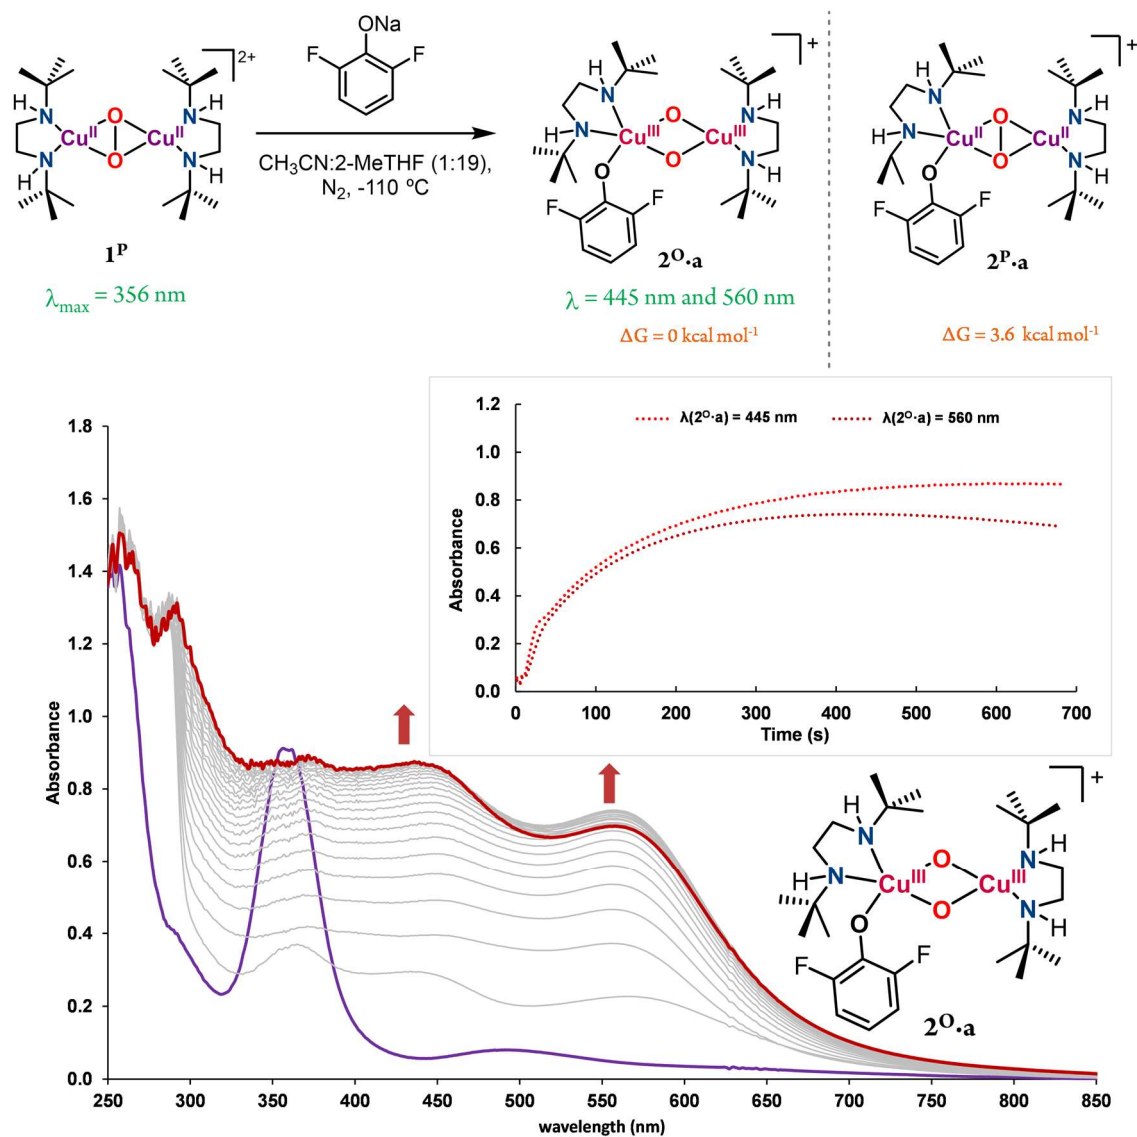 ONa
F
F
2+
H
N
N
H
Cu^II
O
O
Cu^II
N
H
N
H
CH₃CN:2-MeTHF (1:19),
N₂, -110 ºC
1^P
λmax = 356 nm
+
H
N
H
N
Cu^III
O
O
Cu^III
N
H
N
H
O
F
F
2^O·a
λ = 445 nm and 560 nm
ΔG = 0 kcal mol⁻¹
+
H
N
H
N
Cu^II
O
O
Cu^II
N
H
N
H
O
F
F
2^P·a
ΔG = 3.6 kcal mol⁻¹
1.8
1.6
1.4
1.2
1.0
0.8
0.6
0.4
0.2
0.0
Absorbance
250 300 350 400 450 500 550 600 650 700 750 800 850
wavelength (nm)
λ(2^O·a) = 445 nm
λ(2^O·a) = 560 nm
1.2
1.0
0.8
0.6
0.4
0.2
0.0
Absorbance
0 100 200 300 400 500 600 700
Time (s)
+
H
N
H
N
Cu^III
O
O
Cu^III
N
H
N
H
O
F
F
2^O·a